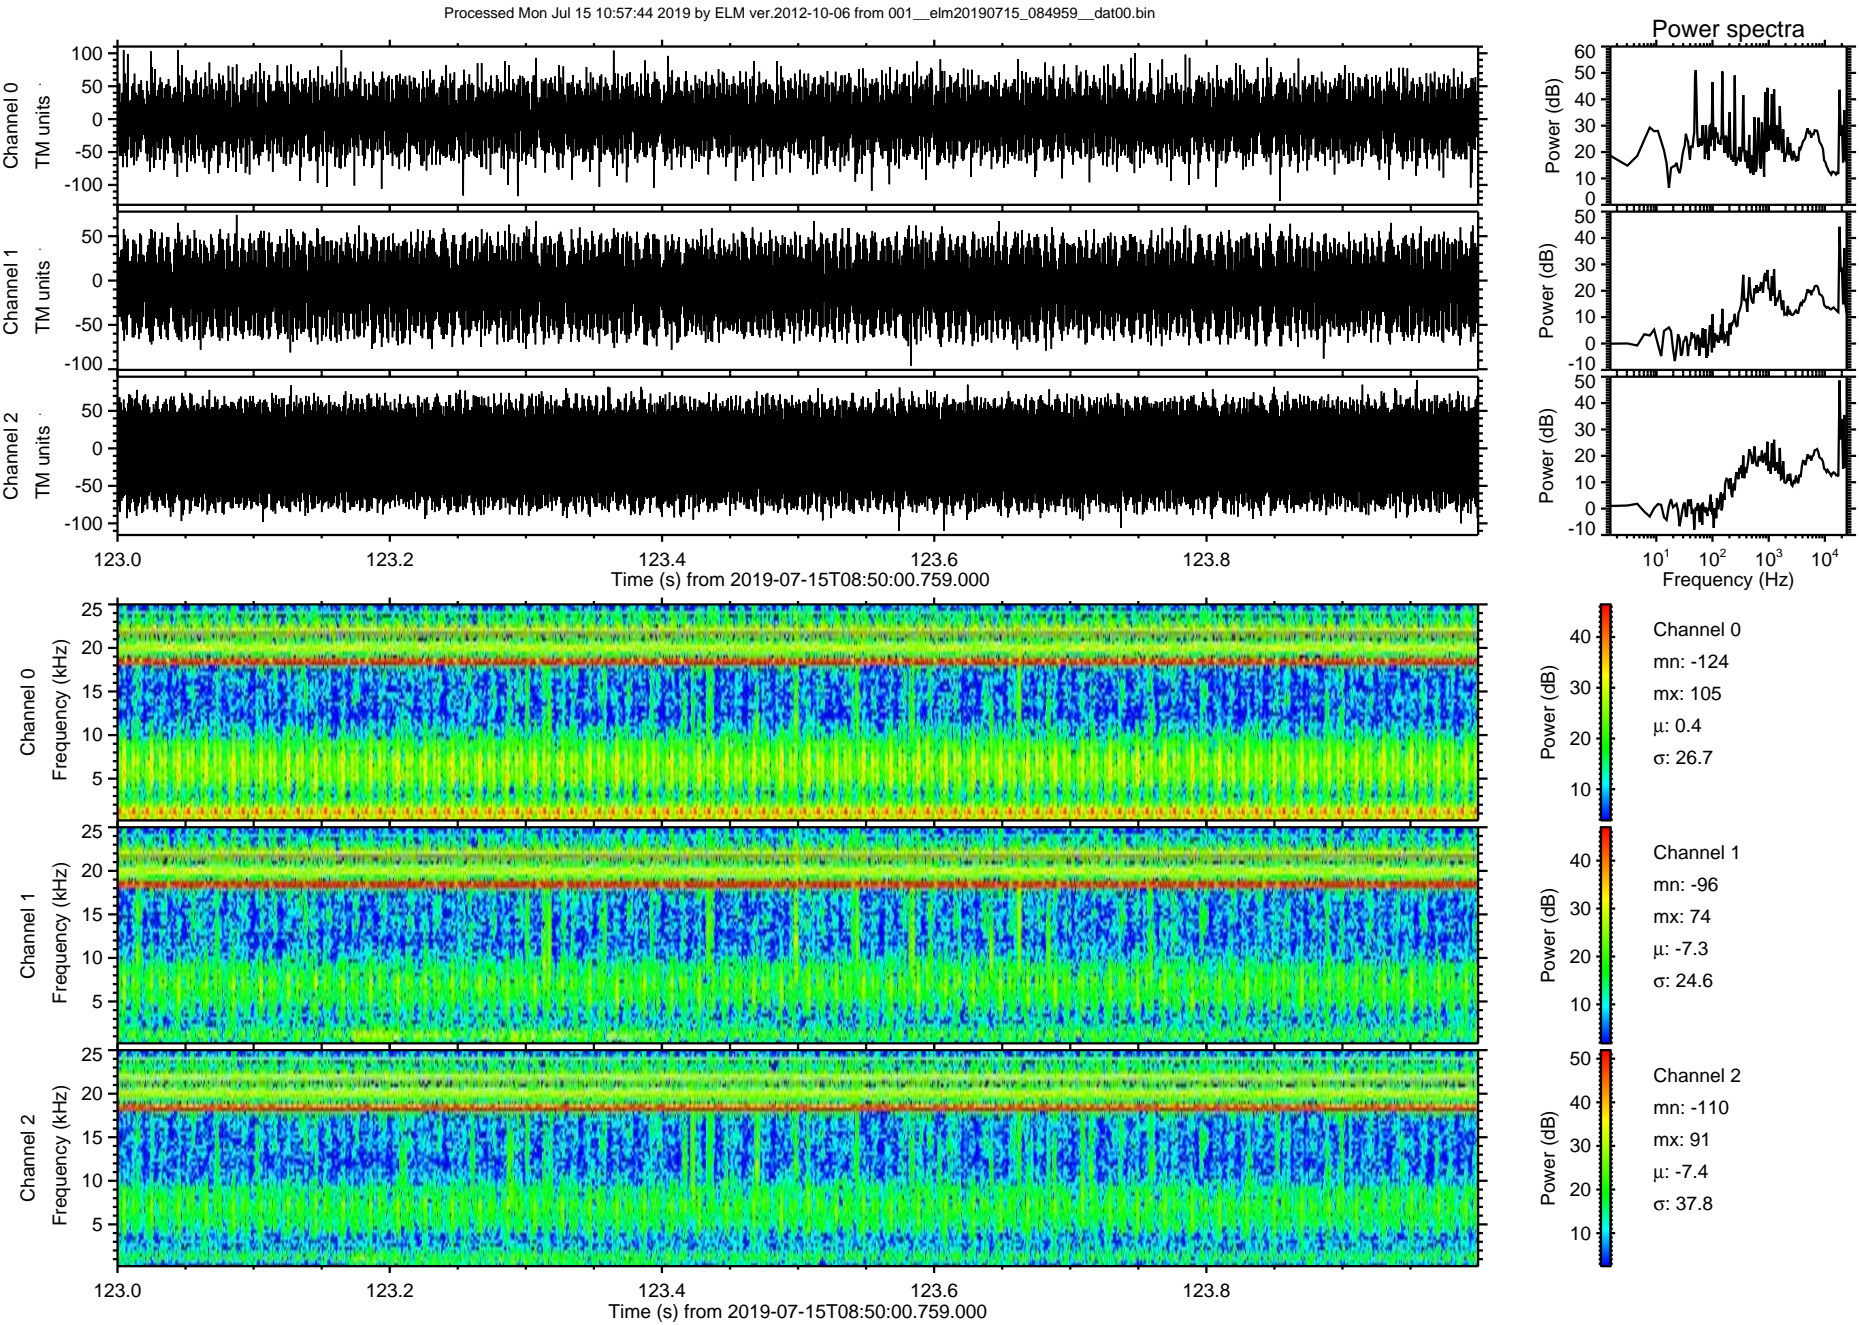 Processed Mon Jul 15 10:57:44 2019 by ELM ver.2012-10-06 from 001__elm20190715_084959__dat00.bin
Power spectra
Channel 0
TM units
100
50
0
-50
-100
Power (dB)
60
50
40
30
20
10
0
Channel 1
TM units
50
0
-50
-100
Power (dB)
50
40
30
20
10
0
-10
Channel 2
TM units
50
0
-50
-100
Power (dB)
50
40
30
20
10
0
-10
123.0 123.2 123.4 123.6 123.8
Time (s) from 2019-07-15T08:50:00.759.000
10^1 10^2 10^3 10^4
Frequency (Hz)
Channel 0
Frequency (kHz)
25
20
15
10
5
Power (dB)
40
30
20
10
Channel 0
mn: -124
mx: 105
μ: 0.4
σ: 26.7
Channel 1
Frequency (kHz)
25
20
15
10
5
Power (dB)
40
30
20
10
Channel 1
mn: -96
mx: 74
μ: -7.3
σ: 24.6
Channel 2
Frequency (kHz)
25
20
15
10
5
Power (dB)
50
40
30
20
10
Channel 2
mn: -110
mx: 91
μ: -7.4
σ: 37.8
123.0 123.2 123.4 123.6 123.8
Time (s) from 2019-07-15T08:50:00.759.000